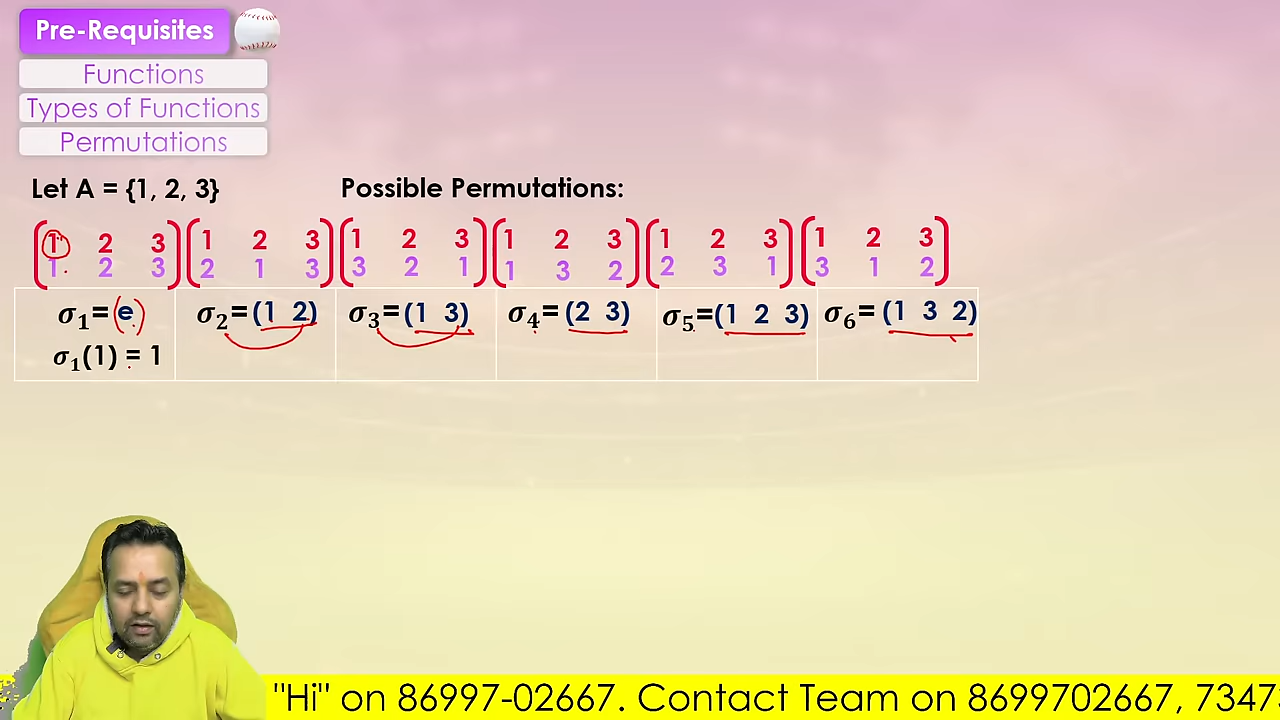 Pre-Requisites
Functions
Types of Functions
Permutations
Let A = {1, 2, 3} Possible Permutations:
(1 2 3) (1 2 3) (1 2 3) (1 2 3) (1 2 3) (1 2 3)
(1 2 3) (2 1 3) (3 2 1) (1 3 2) (2 3 1) (3 1 2)
σ₁=(e) σ₂=(1 2) σ₃=(1 3) σ₄=(2 3) σ₅=(1 2 3) σ₆= (1 3 2)
σ₁(1) = 1
"Hi" on 86997-02667. Contact Team on 8699702667, 7347